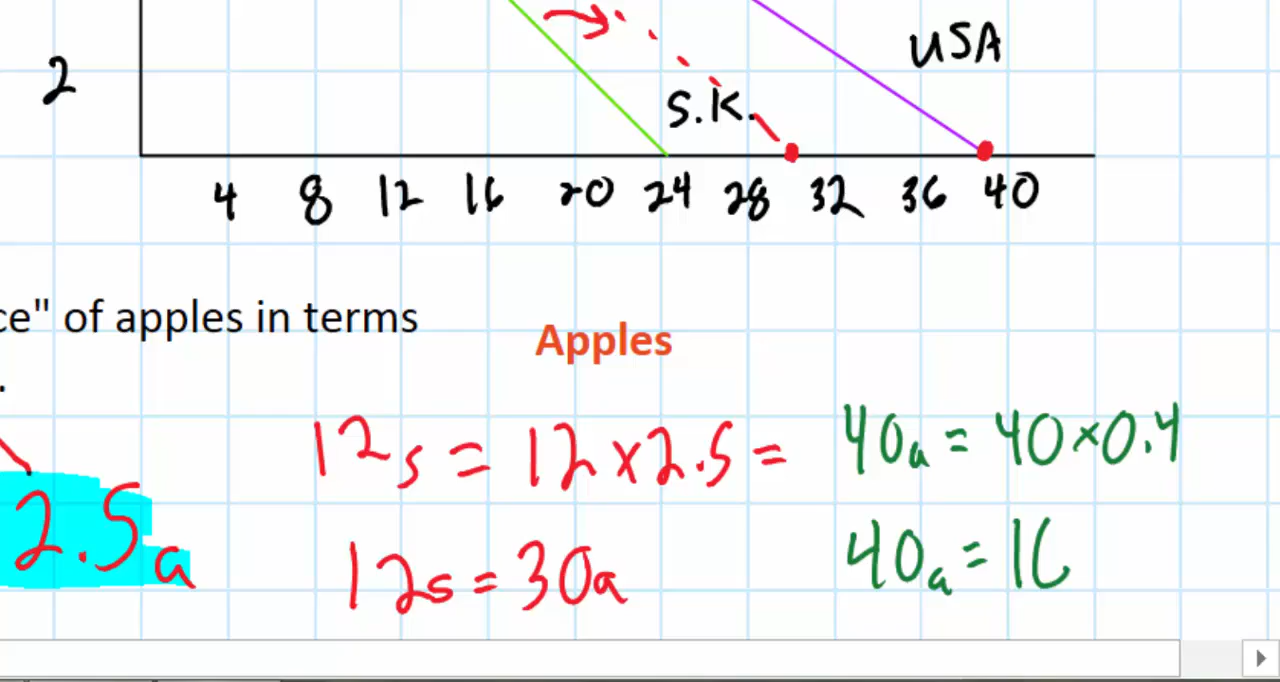 USA
2
S.K.
4 8 12 16 20 24 28 32 36 40
ce" of apples in terms
Apples
.
12s = 12 x 2.5 =
40a = 40 x 0.4
2.5a
12s = 30a
40a = 16